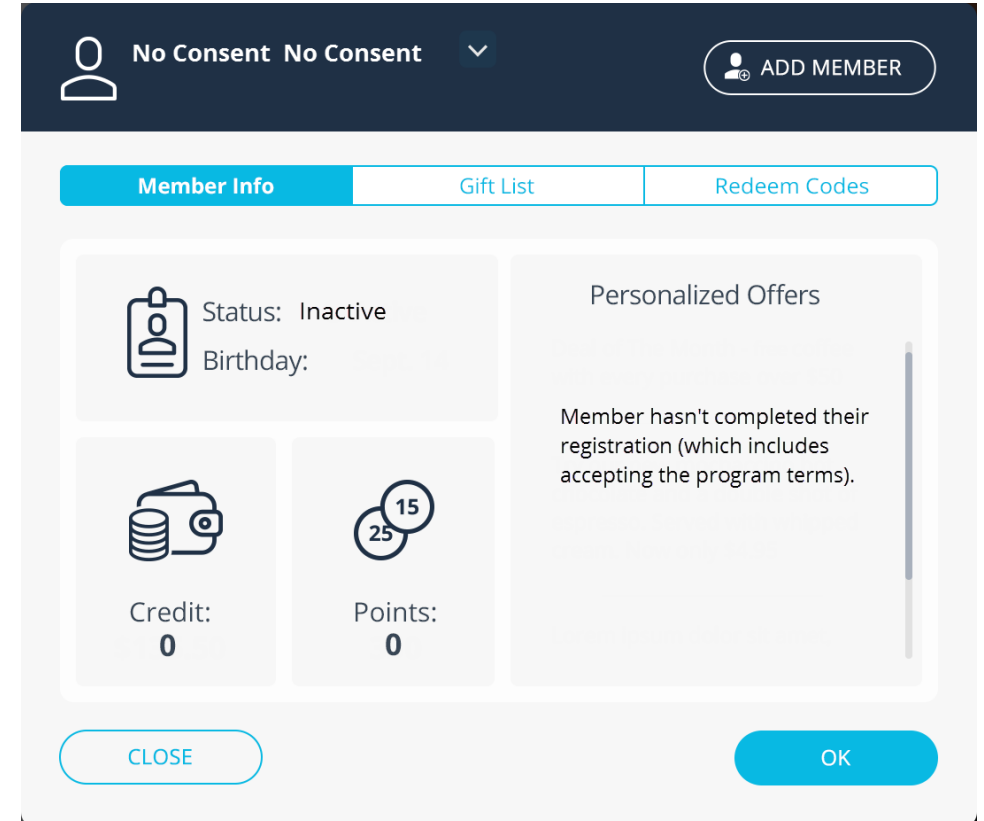 No Consent No Consent
ADD MEMBER
Member Info
Gift List
Redeem Codes
Status: Inactive
Birthday:
Personalized Offers
Member hasn't completed their
registration (which includes
accepting the program terms).
15
25
Credit:
0
Points:
0
CLOSE
OK